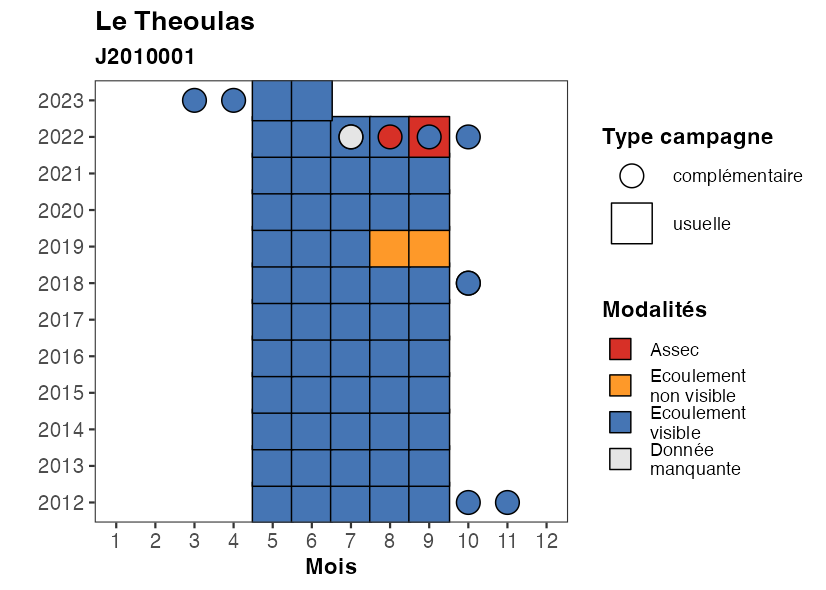 Le Theoulas
J2010001
2023
2022
2021
2020
2019
2018
2017
2016
2015
2014
2013
2012
1 2 3 4 5 6 7 8 9 10 11 12
Mois
Type campagne
complémentaire
usuelle
Modalités
Assec
Ecoulement
non visible
Ecoulement
visible
Donnée
manquante